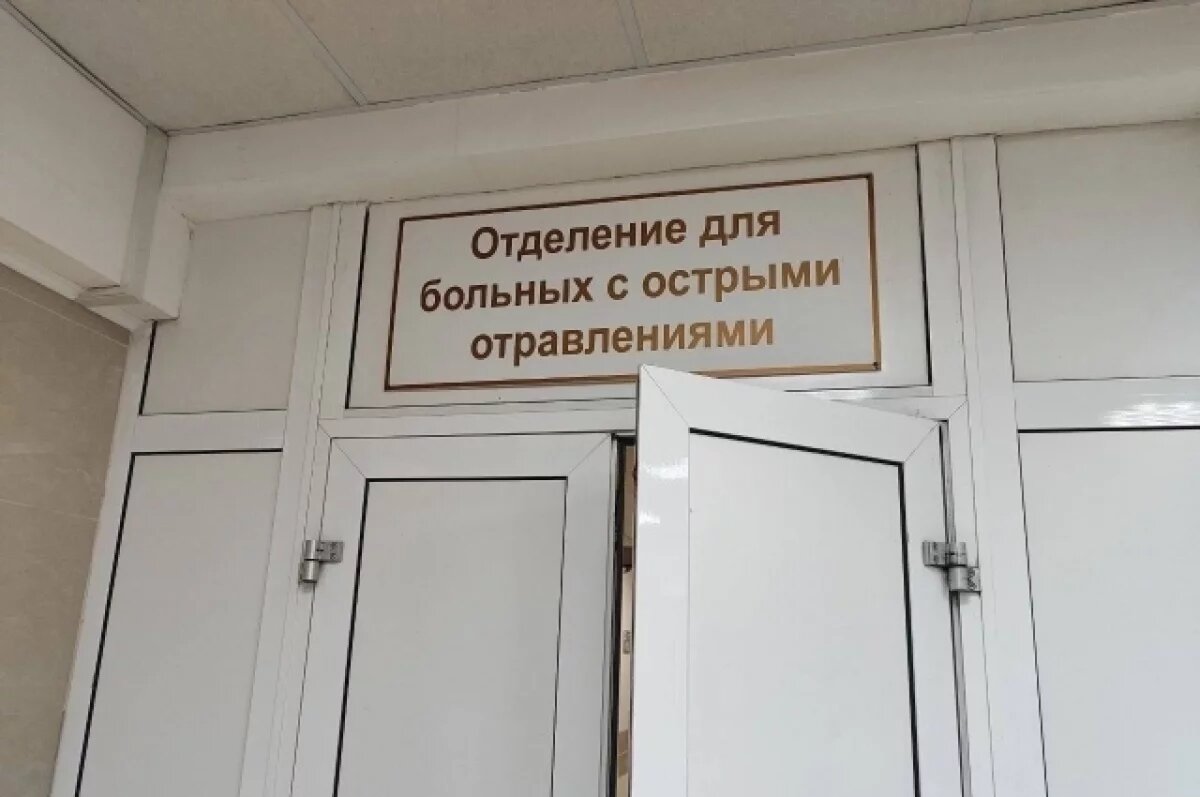 Отделение для
больных с острыми
отравлениями